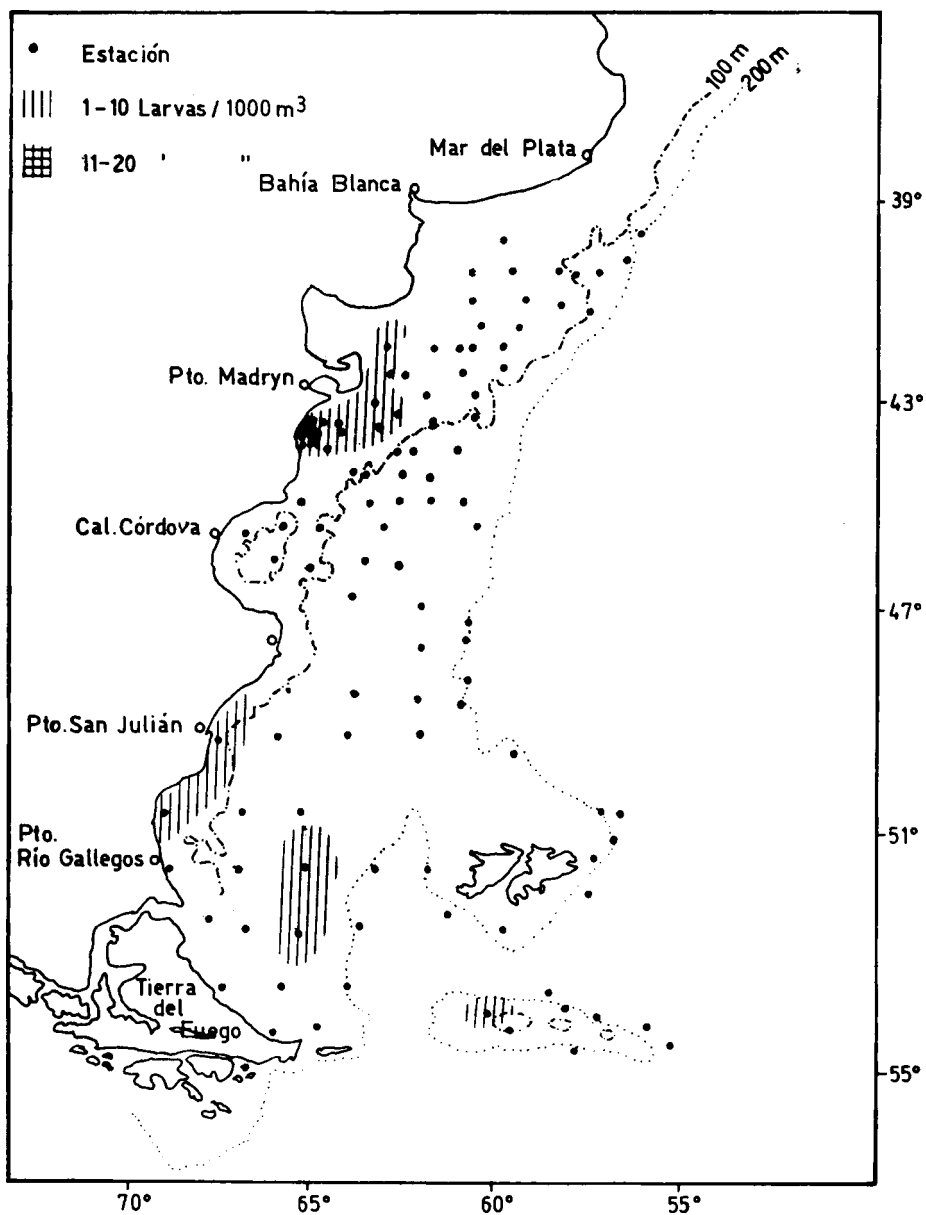 Estación
1-10 Larvas / 1000 m³
11-20 ' "
100 m
200 m
Mar del Plata
Bahía Blanca
39°
Pto. Madryn
43°
Cal. Córdova
47°
Pto. San Julián
Pto.
Río Gallegos
51°
Tierra
del
Fuego
55°
70°
65°
60°
55°